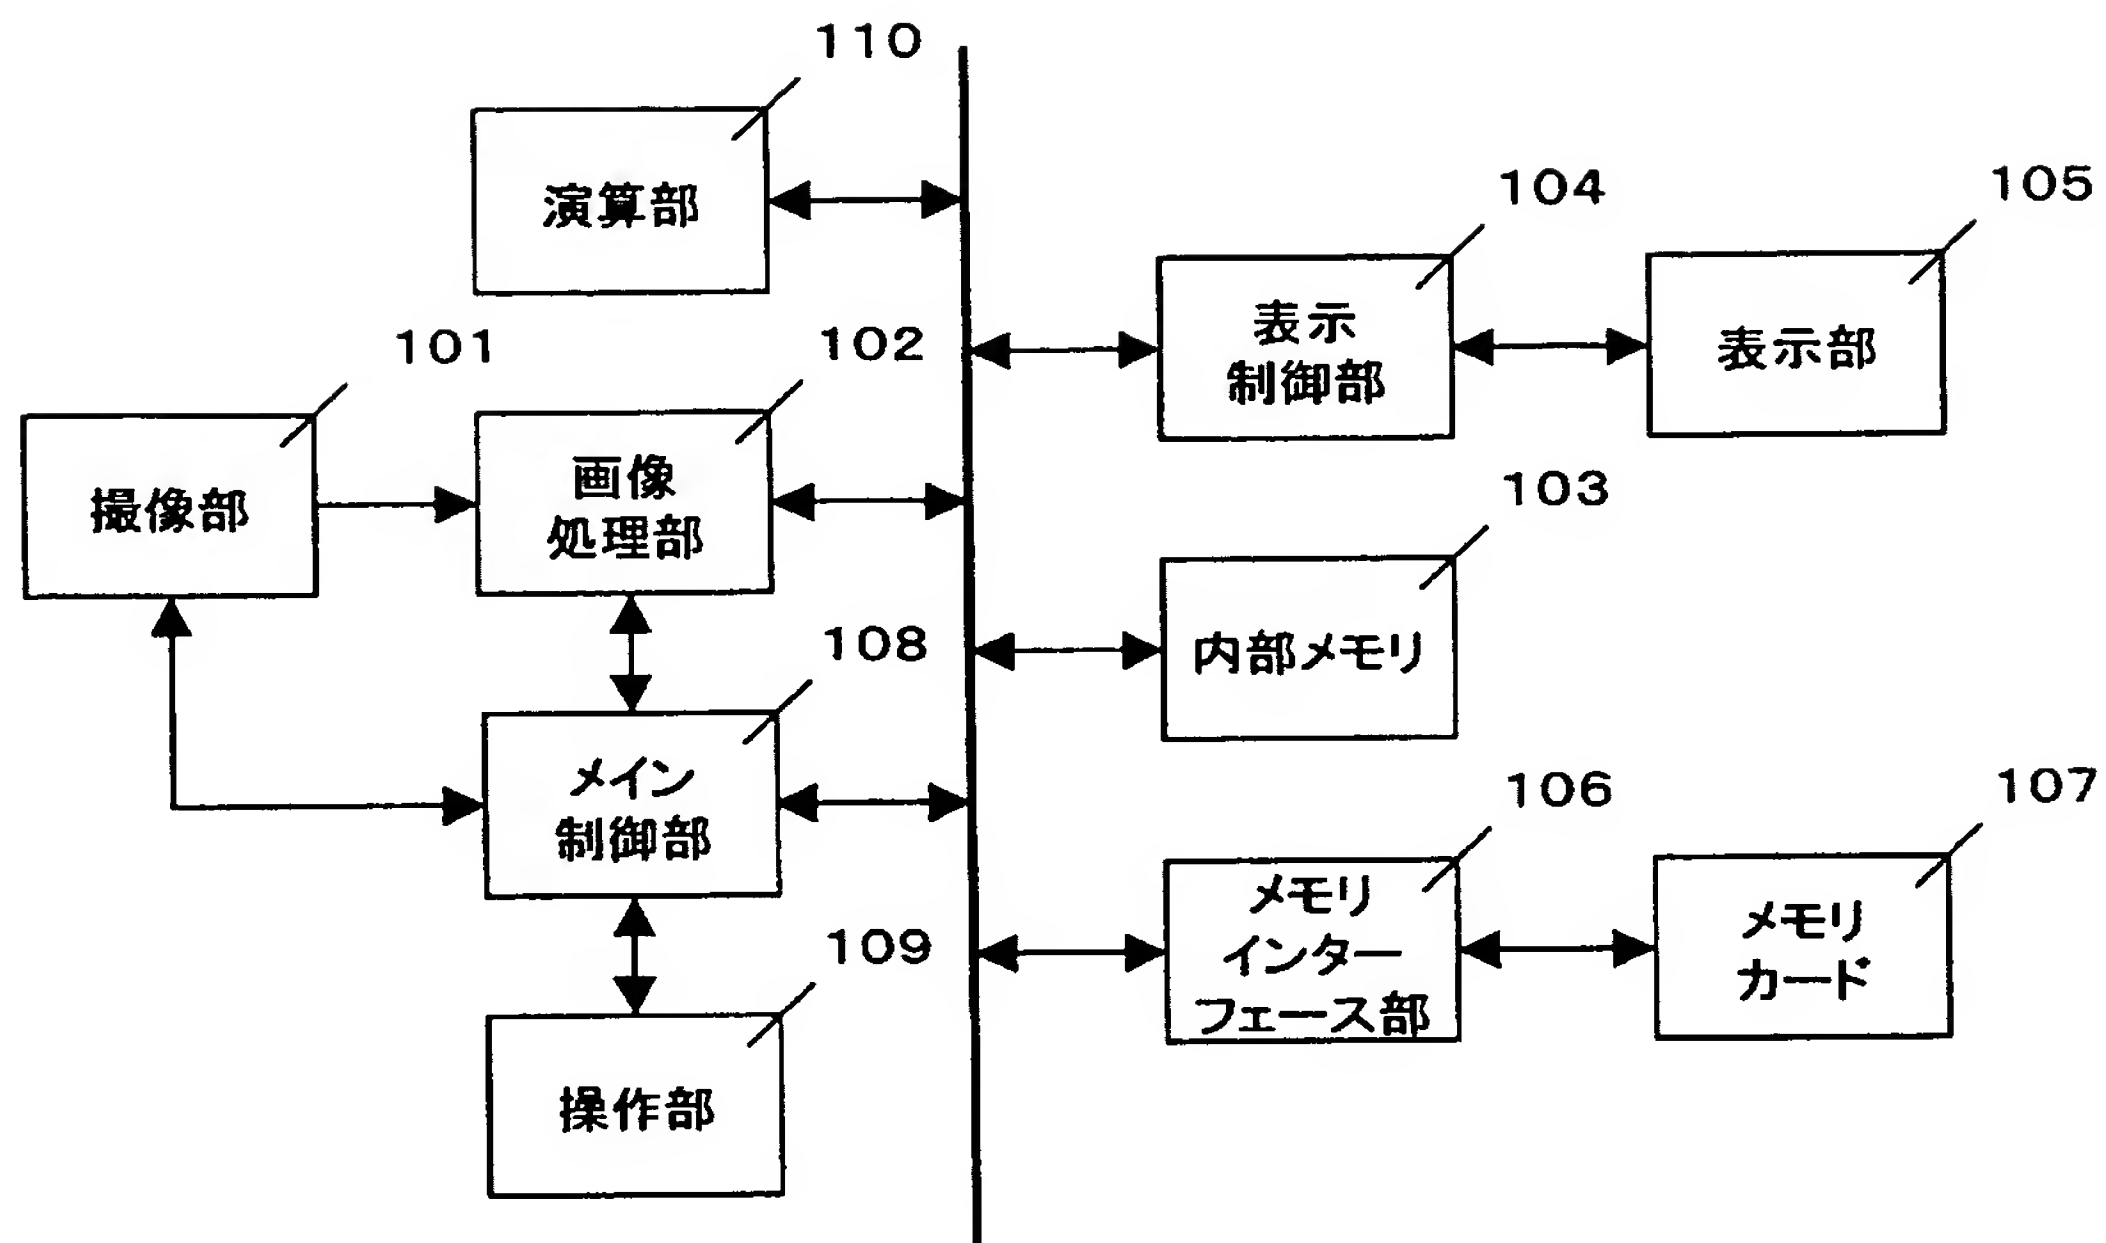 110
演算部
104
表示
制御部
105
表示部
101
撮像部
102
画像
処理部
103
内部メモリ
108
メイン
制御部
106
メモリ
インター
フェース部
107
メモリ
カード
109
操作部